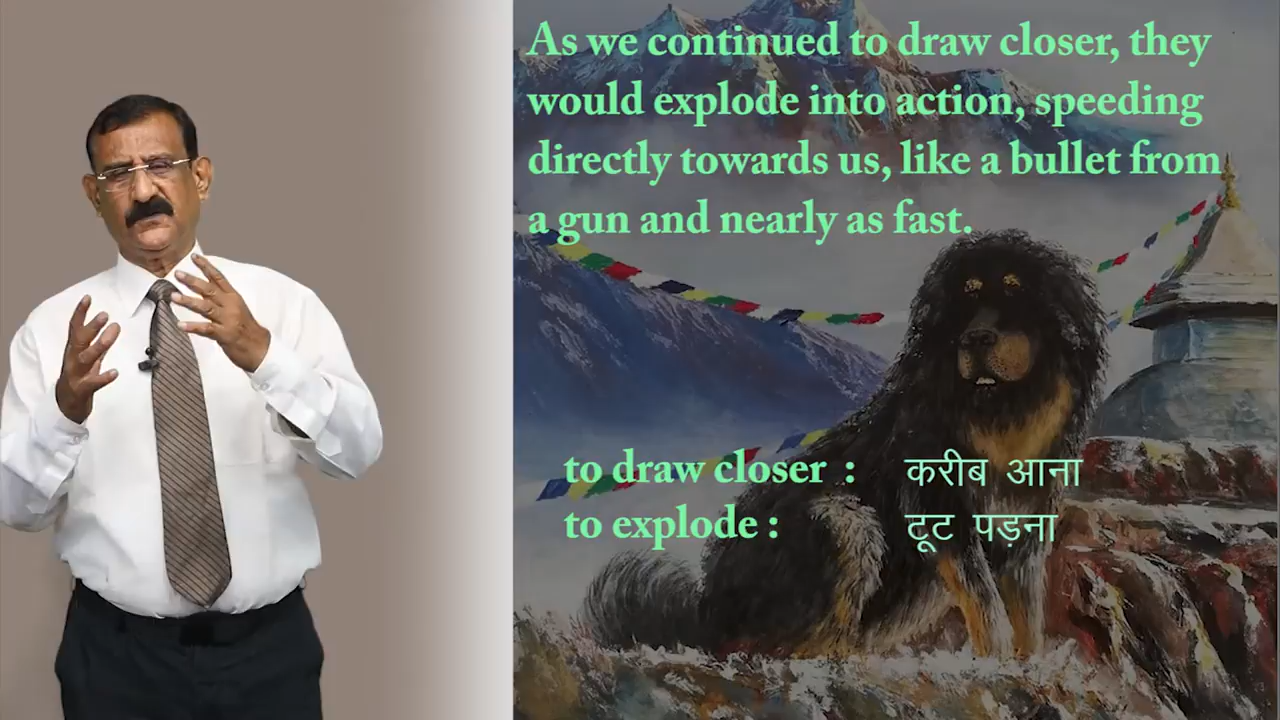 As we continued to draw closer, they
would explode into action, speeding
directly towards us, like a bullet from
a gun and nearly as fast.
to draw closer : करीब आना
to explode : टूट पड़ना